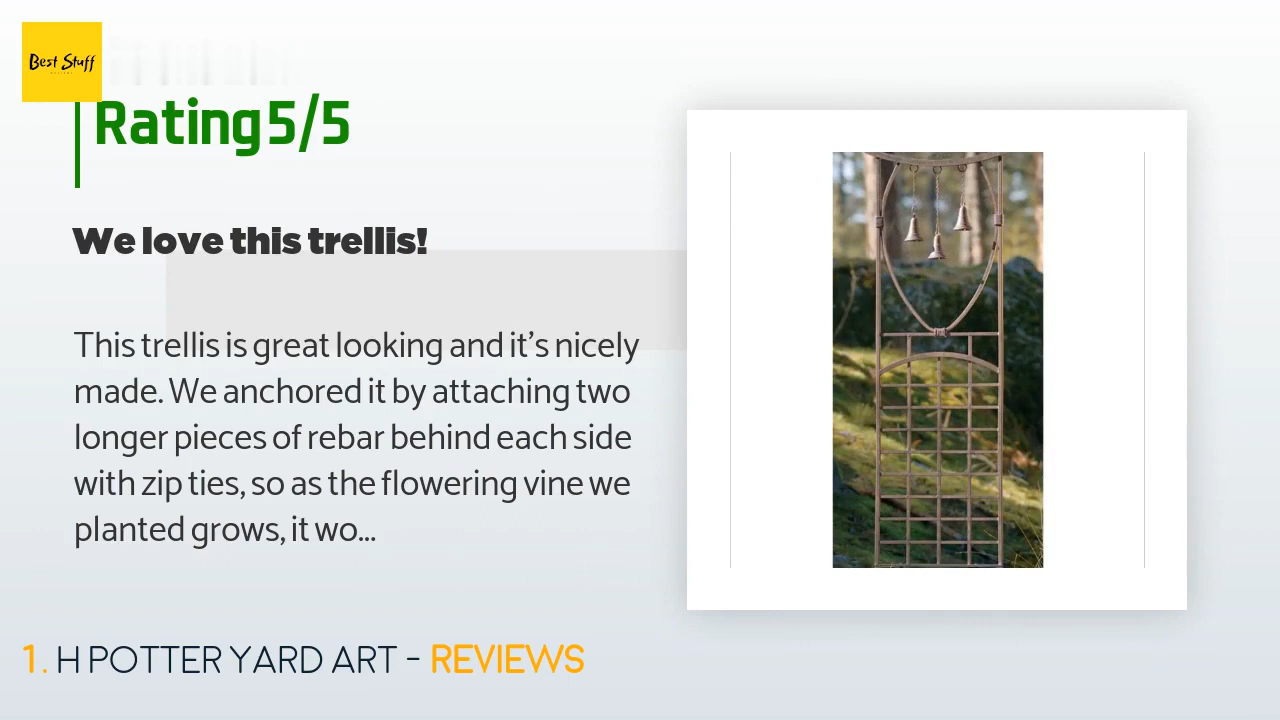 Best Stuff
Rating 5/5
We love this trellis!
This trellis is great looking and it's nicely
made. We anchored it by attaching two
longer pieces of rebar behind each side
with zip ties, so as the flowering vine we
planted grows, it wo...
1. H POTTER YARD ART - REVIEWS